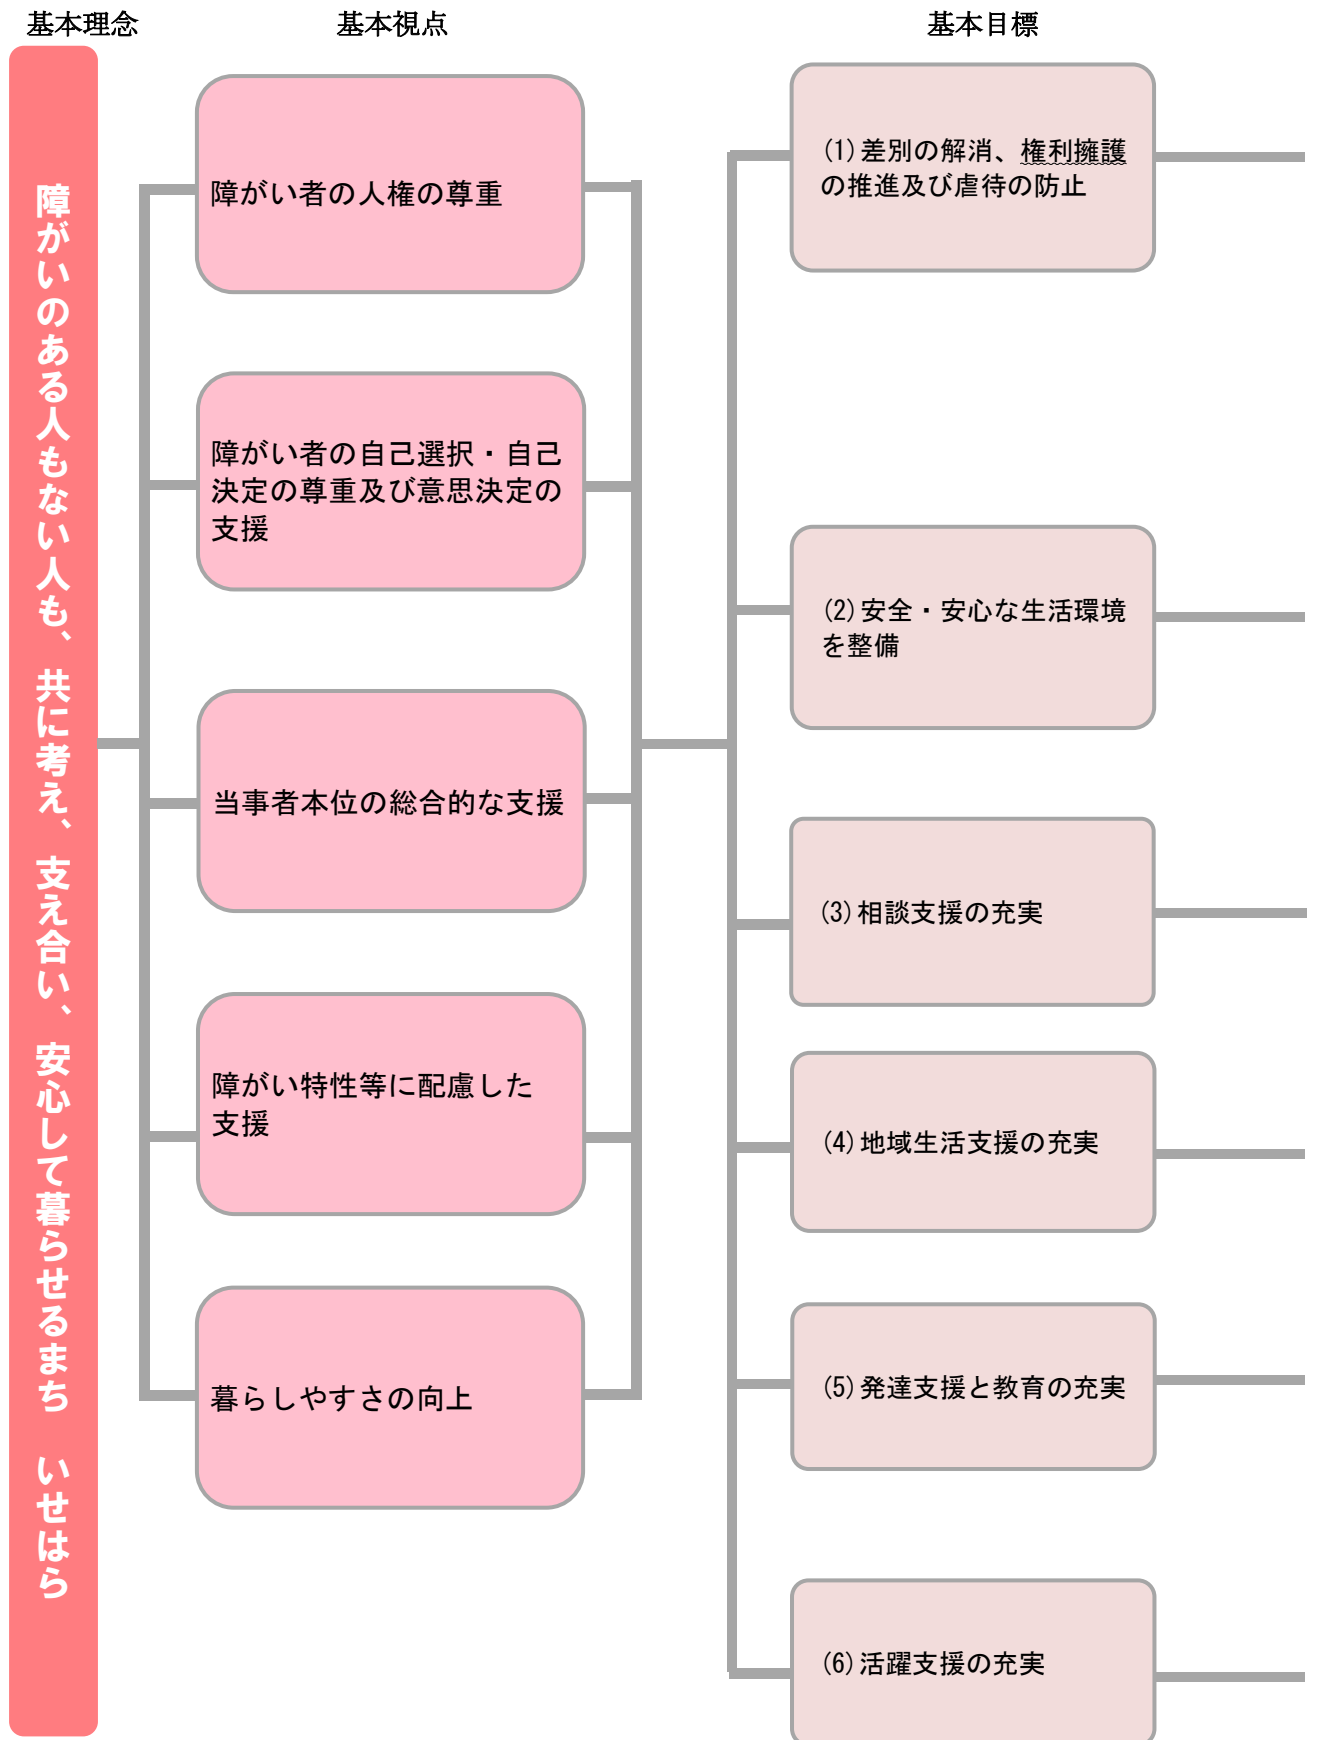 基本理念
基本視点
基本目標
障がいのある人もない人も、共に考え、支え合い、安心して暮らせるまち　いせはら
障がい者の人権の尊重
障がい者の自己選択・自己
決定の尊重及び意思決定の
支援
当事者本位の総合的な支援
障がい特性等に配慮した
支援
暮らしやすさの向上
(1)差別の解消、権利擁護
の推進及び虐待の防止
(2)安全・安心な生活環境
を整備
(3)相談支援の充実
(4)地域生活支援の充実
(5)発達支援と教育の充実
(6)活躍支援の充実